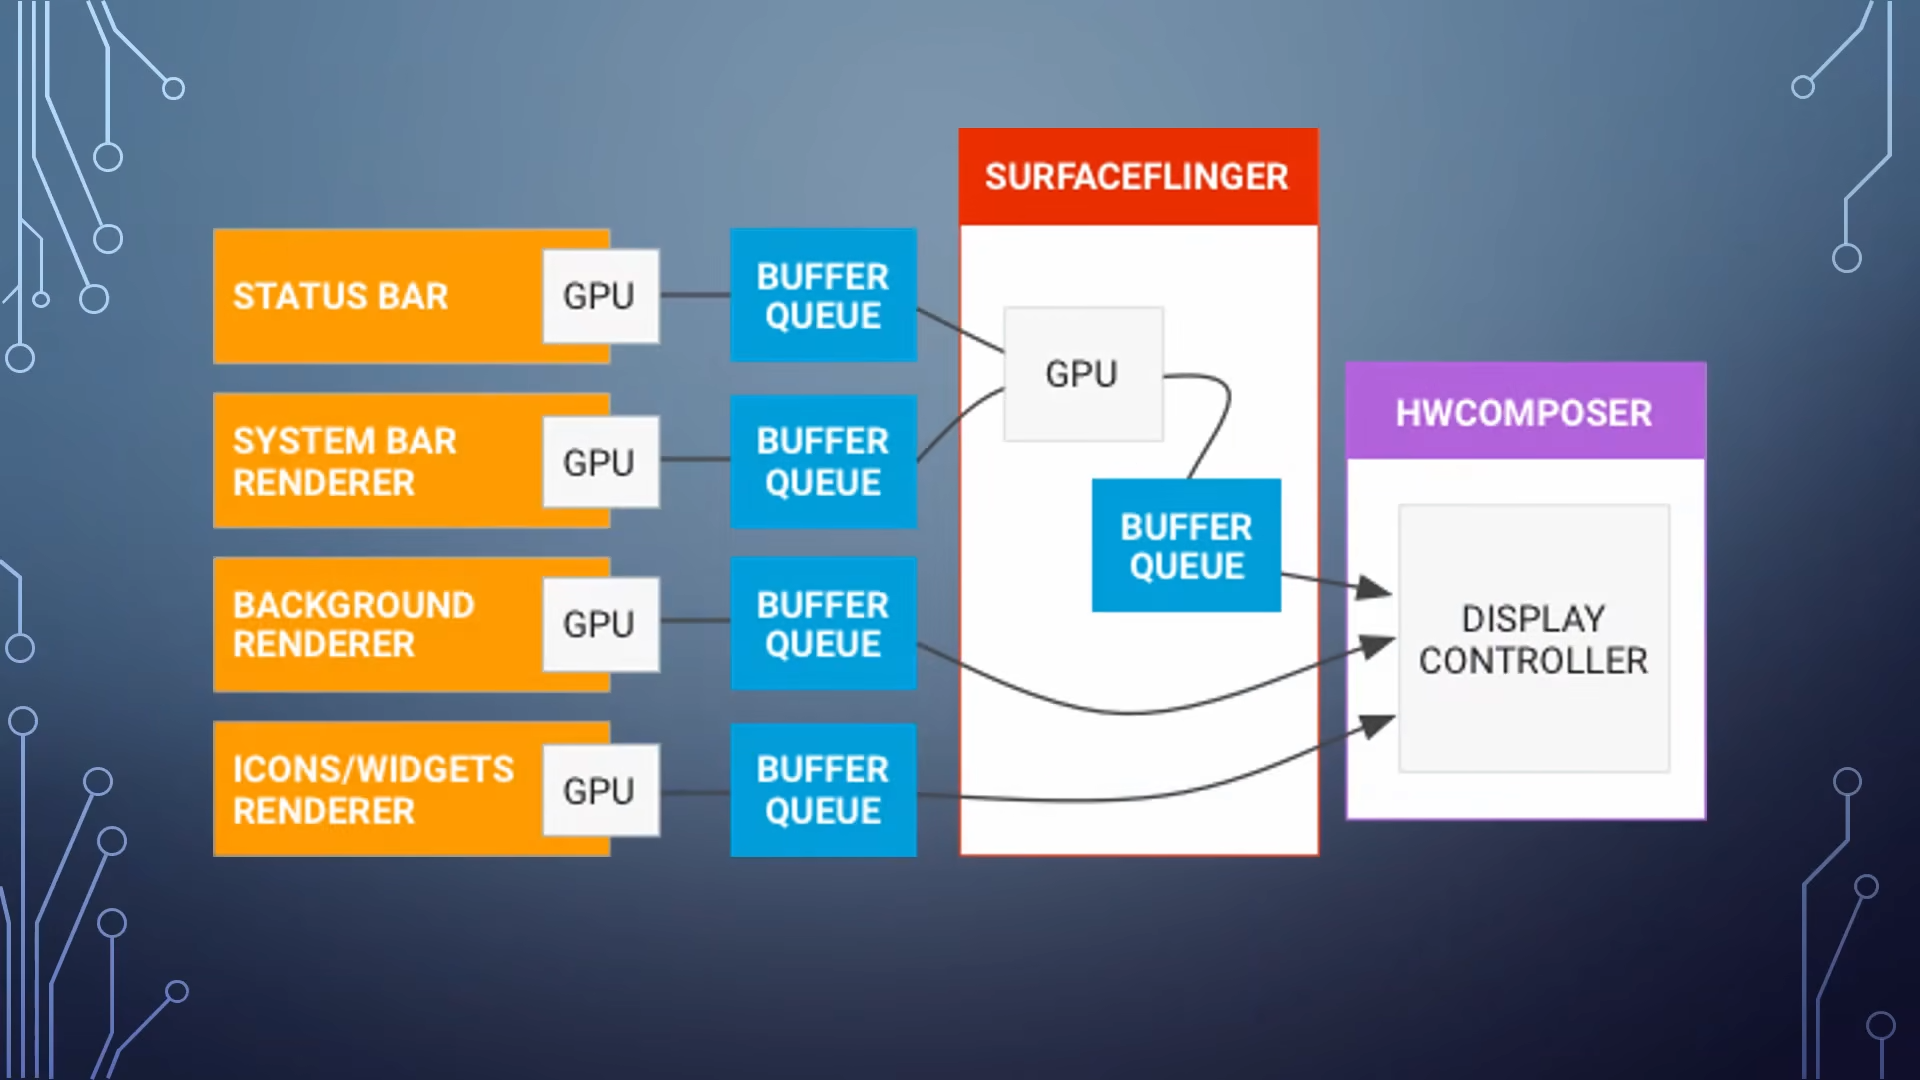 SURFACEFLINGER
STATUS BAR
GPU
BUFFER
QUEUE
SYSTEM BAR
RENDERER
GPU
BUFFER
QUEUE
BACKGROUND
RENDERER
GPU
BUFFER
QUEUE
ICONS/WIDGETS
RENDERER
GPU
BUFFER
QUEUE
GPU
BUFFER
QUEUE
HWCOMPOSER
DISPLAY
CONTROLLER